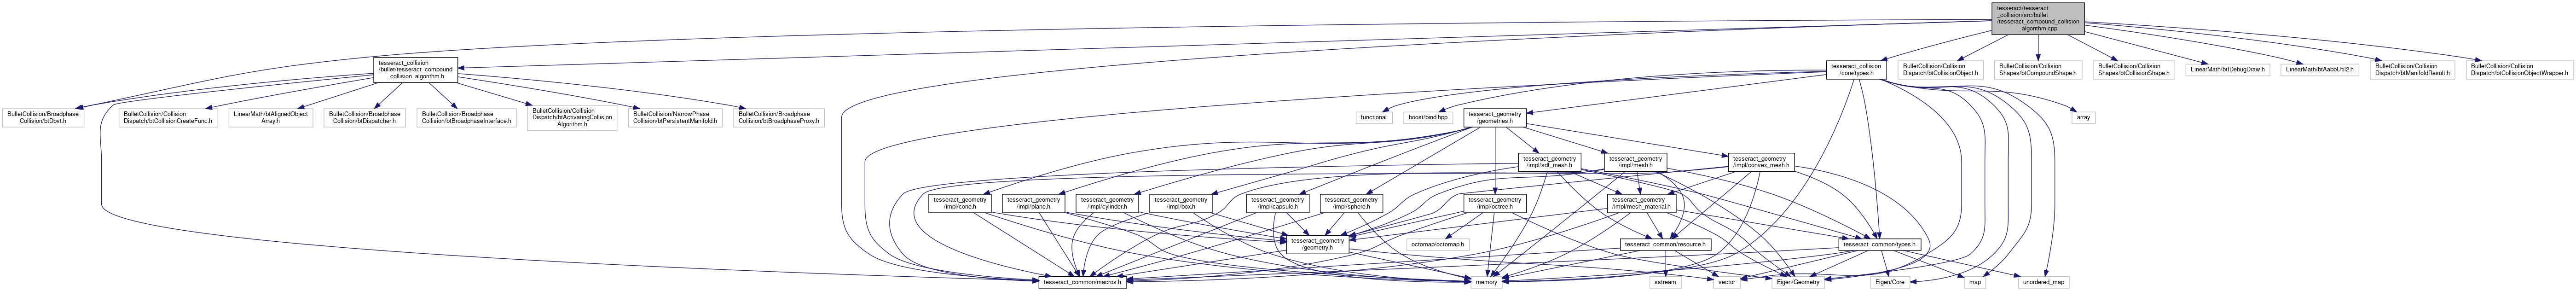 tesseract/tesseract
_collision/src/bullet
/tesseract_compound_collision
_algorithm.cpp
tesseract_collision
/bullet/tesseract_compound
_collision_algorithm.h
tesseract_collision
/core/types.h
BulletCollision/Collision
Dispatch/btCollisionObject.h
BulletCollision/Collision
Shapes/btCompoundShape.h
BulletCollision/Collision
Shapes/btCollisionShape.h
LinearMath/btIDebugDraw.h
LinearMath/btAabbUtil2.h
BulletCollision/Collision
Dispatch/btManifoldResult.h
BulletCollision/Collision
Dispatch/btCollisionObjectWrapper.h
BulletCollision/Broadphase
Collision/btDbvt.h
BulletCollision/Collision
Dispatch/btCollisionCreateFunc.h
LinearMath/btAlignedObject
Array.h
BulletCollision/Broadphase
Collision/btDispatcher.h
BulletCollision/Broadphase
Collision/btBroadphaseInterface.h
BulletCollision/Collision
Dispatch/btActivatingCollision
Algorithm.h
BulletCollision/NarrowPhase
Collision/btPersistentManifold.h
BulletCollision/Broadphase
Collision/btBroadphaseProxy.h
functional
boost/bind.hpp
tesseract_geometry
/geometries.h
array
tesseract_geometry
/impl/sdf_mesh.h
tesseract_geometry
/impl/mesh.h
tesseract_geometry
/impl/convex_mesh.h
tesseract_geometry
/impl/cone.h
tesseract_geometry
/impl/plane.h
tesseract_geometry
/impl/cylinder.h
tesseract_geometry
/impl/box.h
tesseract_geometry
/impl/capsule.h
tesseract_geometry
/impl/sphere.h
tesseract_geometry
/impl/octree.h
tesseract_geometry
/impl/mesh_material.h
tesseract_geometry
/geometry.h
octomap/octomap.h
tesseract_common/resource.h
tesseract_common/types.h
tesseract_common/macros.h
memory
sstream
vector
Eigen/Geometry
Eigen/Core
map
unordered_map